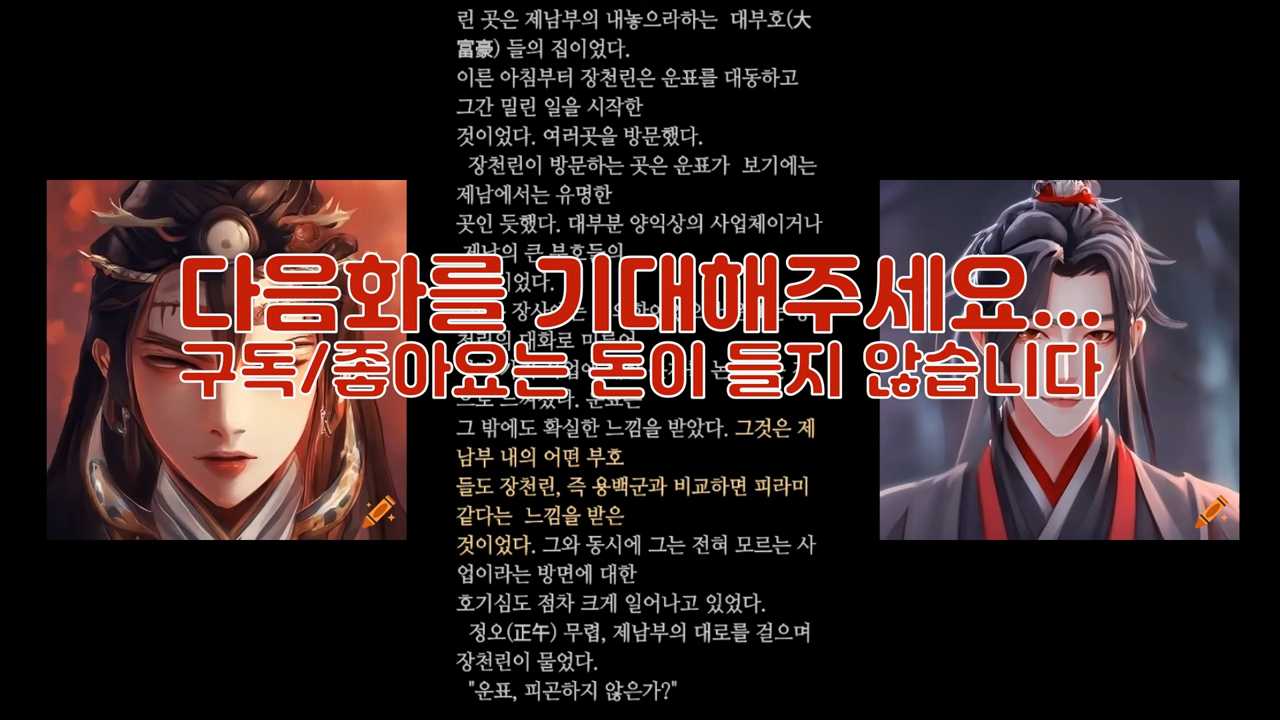 린 곳은 제남부의 내놓으라하는 대부호(大
富豪) 들의 집이었다.
이른 아침부터 장천린은 운표를 대동하고
그간 밀린 일을 시작한
것이었다. 여러곳을 방문했다.
장천린이 방문하는 곳은 운표가 보기에는
제남에서는 유명한
곳인 듯했다. 대부분 양익상의 사업체이거나
제남의 큰 부호들의
이었다.
다음화를 기대해주세요...
구독/좋아요는 돈이 들지 않습니다
그 밖에도 확실한 느낌을 받았다. 그것은 제
남부 내의 어떤 부호
들도 장천린, 즉 용백군과 비교하면 피라미
같다는 느낌을 받은
것이었다. 그와 동시에 그는 전혀 모르는 사
업이라는 방면에 대한
호기심도 점차 크게 일어나고 있었다.
정오(正午) 무렵, 제남부의 대로를 걸으며
장천린이 물었다.
"운표, 피곤하지 않은가?"